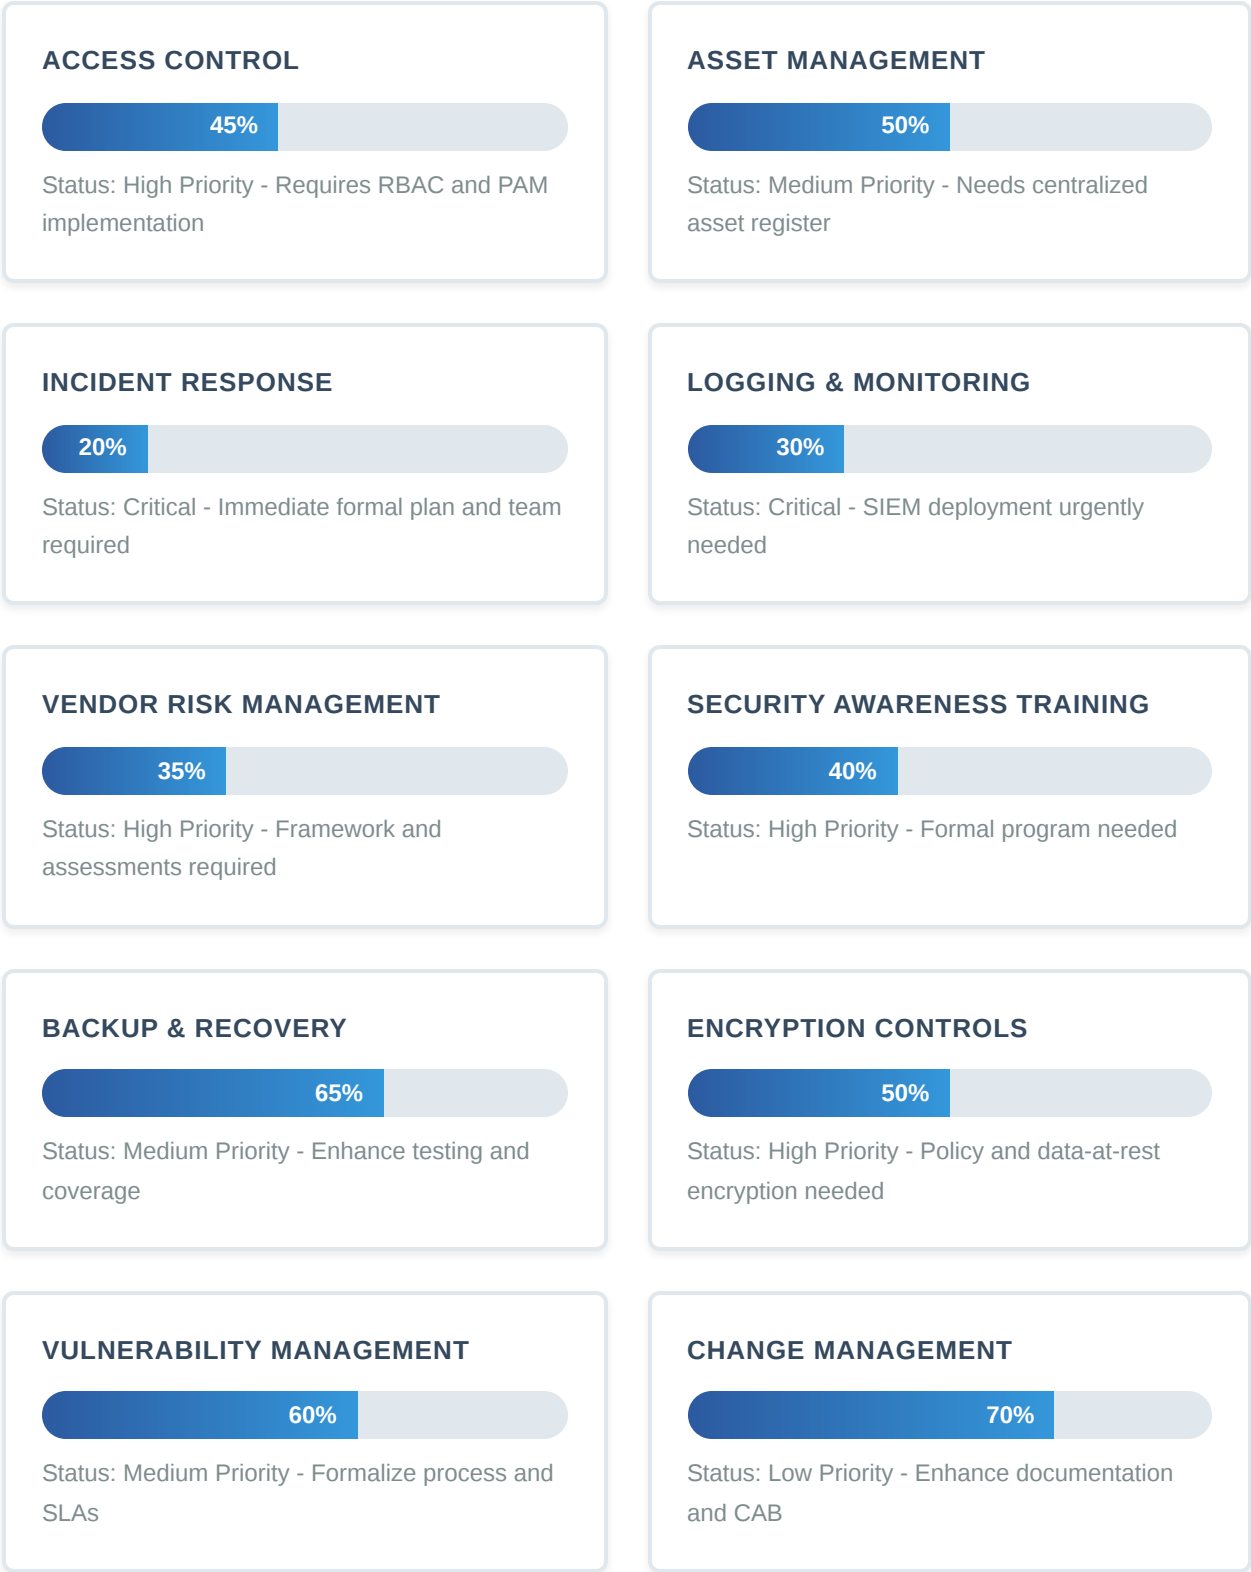 ACCESS CONTROL
45%
Status: High Priority - Requires RBAC and PAM
implementation
ASSET MANAGEMENT
50%
Status: Medium Priority - Needs centralized
asset register
INCIDENT RESPONSE
20%
Status: Critical - Immediate formal plan and team
required
LOGGING & MONITORING
30%
Status: Critical - SIEM deployment urgently
needed
VENDOR RISK MANAGEMENT
35%
Status: High Priority - Framework and
assessments required
SECURITY AWARENESS TRAINING
40%
Status: High Priority - Formal program needed
BACKUP & RECOVERY
65%
Status: Medium Priority - Enhance testing and
coverage
ENCRYPTION CONTROLS
50%
Status: High Priority - Policy and data-at-rest
encryption needed
VULNERABILITY MANAGEMENT
60%
Status: Medium Priority - Formalize process and
SLAs
CHANGE MANAGEMENT
70%
Status: Low Priority - Enhance documentation
and CAB